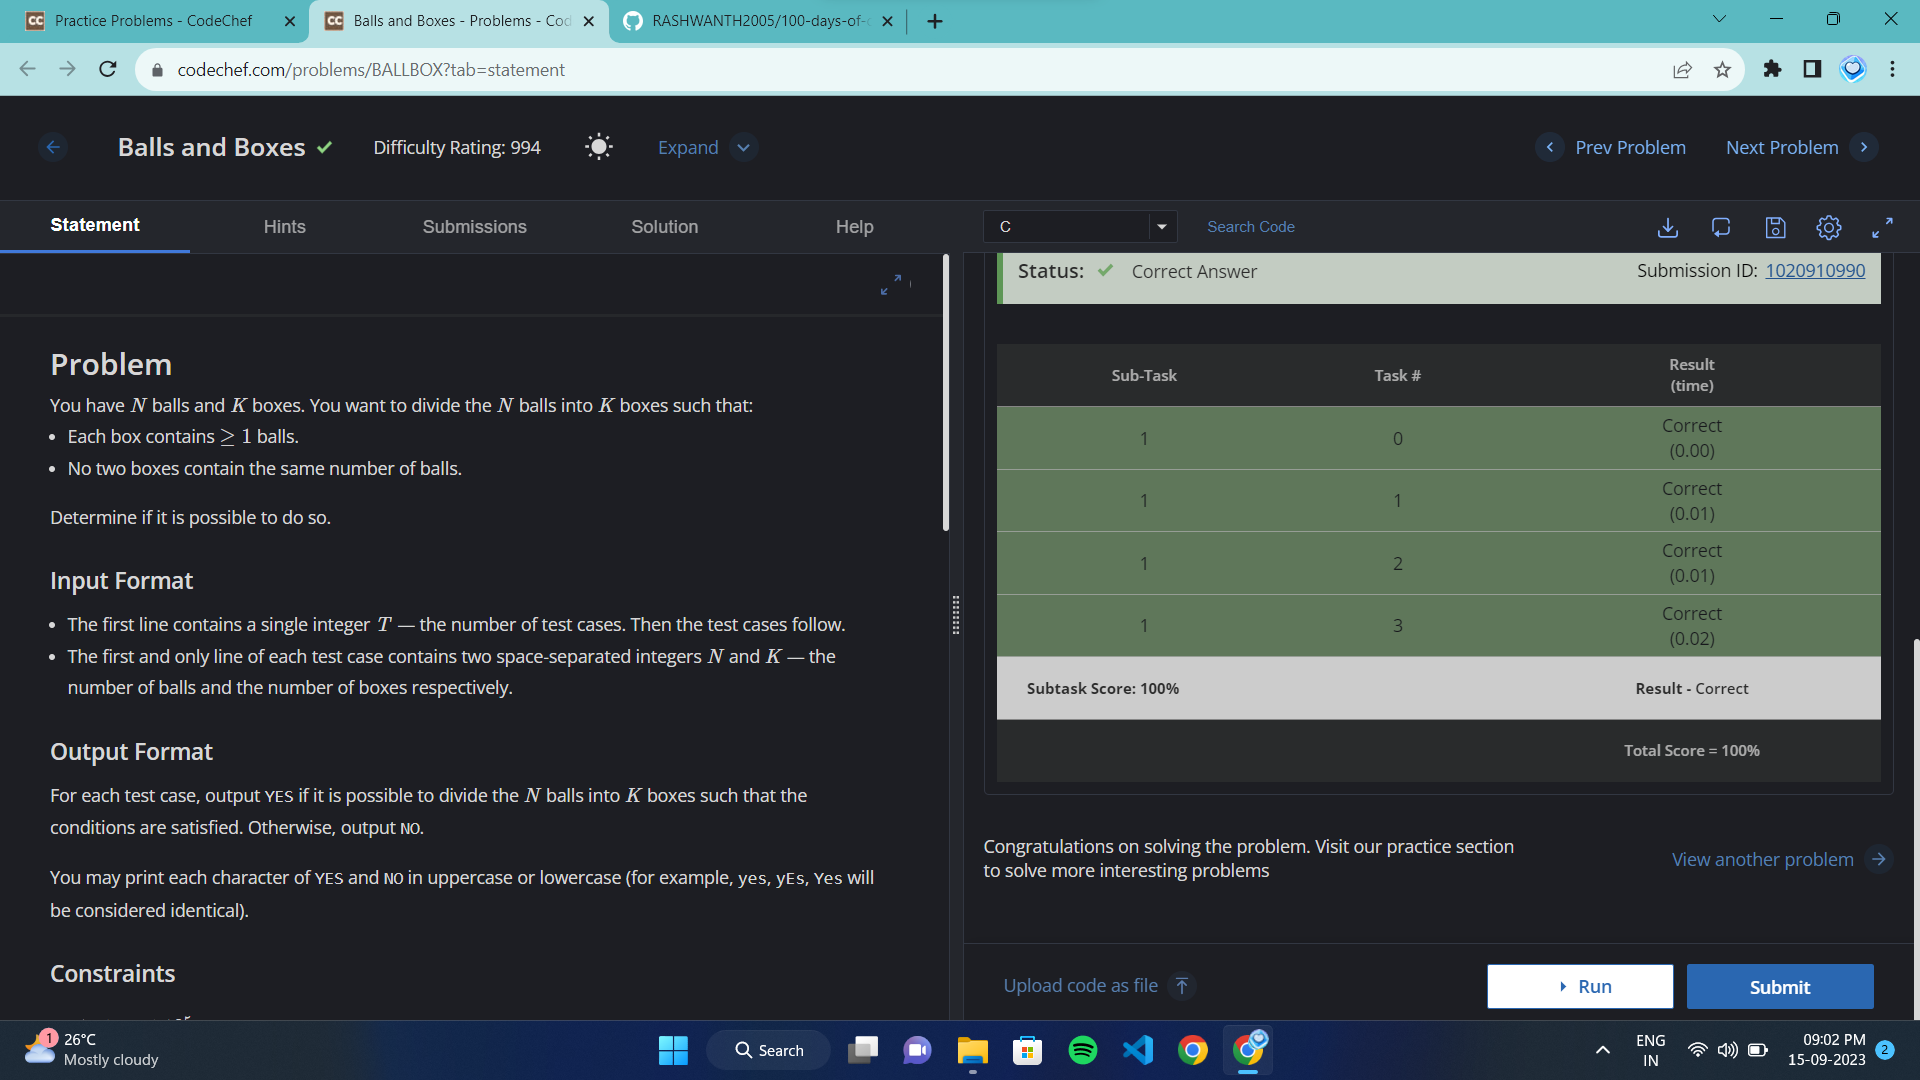 Practice Problems - CodeChef
Balls and Boxes - Problems - Cod
RASHWANTH2005/100-days-of-c
codechef.com/problems/BALLBOX?tab=statement
Balls and Boxes
Difficulty Rating: 994
Expand
Prev Problem
Next Problem
Statement
Hints
Submissions
Solution
Help
Problem
You have N balls and K boxes. You want to divide the N balls into K boxes such that:
• Each box contains ≥ 1 balls.
• No two boxes contain the same number of balls.
Determine if it is possible to do so.
Input Format
• The first line contains a single integer T — the number of test cases. Then the test cases follow.
• The first and only line of each test case contains two space-separated integers N and K — the
number of balls and the number of boxes respectively.
Output Format
For each test case, output YES if it is possible to divide the N balls into K boxes such that the
conditions are satisfied. Otherwise, output NO.
You may print each character of YES and NO in uppercase or lowercase (for example, yes, yEs, Yes will
be considered identical).
Constraints
C
Search Code
Status: Correct Answer
Submission ID: 1020910990
Sub-Task Task # Result
(time)
1 0 Correct
(0.00)
1 1 Correct
(0.01)
1 2 Correct
(0.01)
1 3 Correct
(0.02)
Subtask Score: 100% Result - Correct
Total Score = 100%
Congratulations on solving the problem. Visit our practice section
to solve more interesting problems
View another problem
Upload code as file
Run
Submit
1
26°C
Mostly cloudy
Search
ENG
IN
09:02 PM
15-09-2023
2